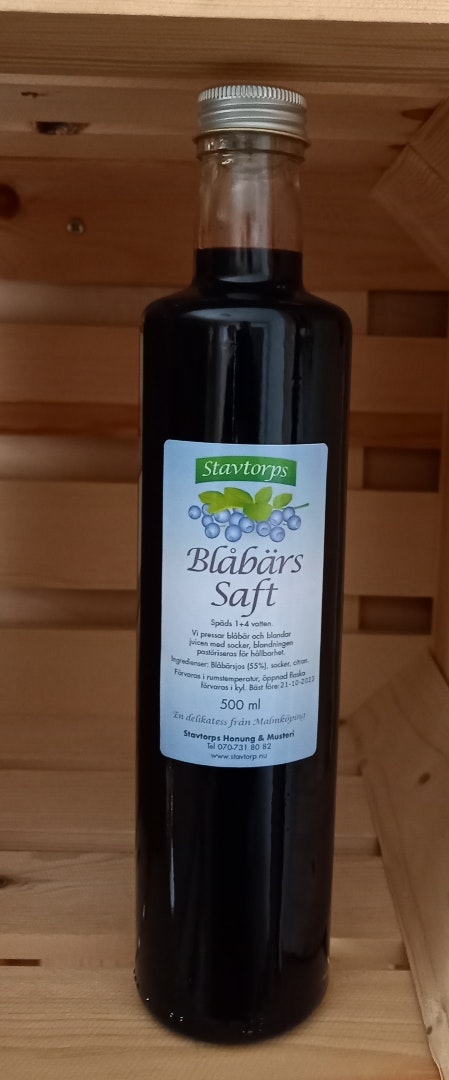 Stavtorps
Blåbärs
Saft
Späds 1+4 vatten.
Vi pressar blåbär och blandar
juicen med socker, blandningen
pastöriseras för hållbarhet.
Ingredienser: Blåbärsjos (55%), socker, citron.
Förvaras i rumstemperatur, öppnad flaska
förvaras i kyl. Bäst före: 21-10-2023
500 ml
En delikatess från Malmköping!
Stavtorps Honung & Musteri
Tel 070-731 80 82
www.stavtorp.nu